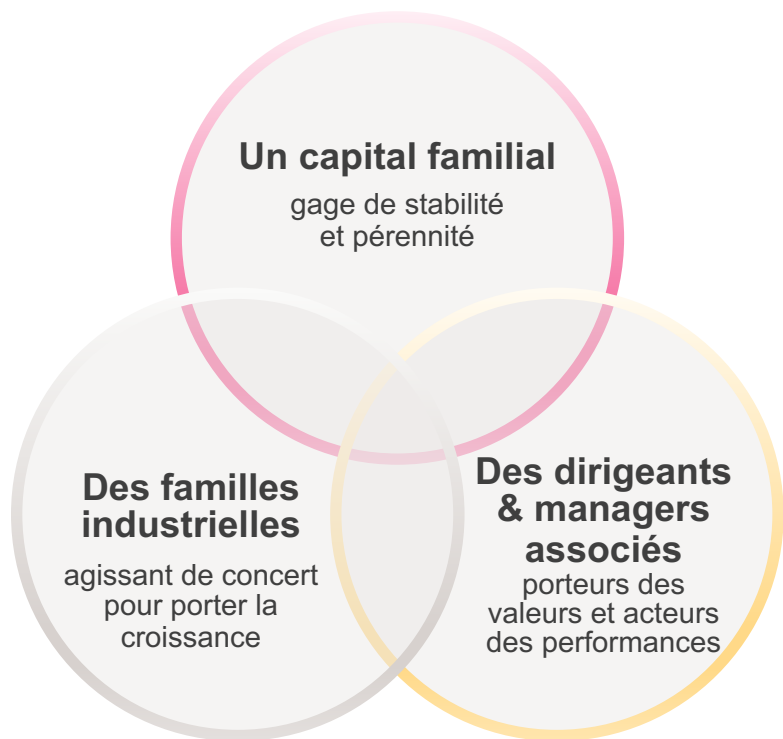 Un capital familial
gage de stabilité
et pérennité
Des familles
industrielles
agissant de concert
pour porter la
croissance
Des dirigeants
& managers
associés
porteurs des
valeurs et acteurs
des performances